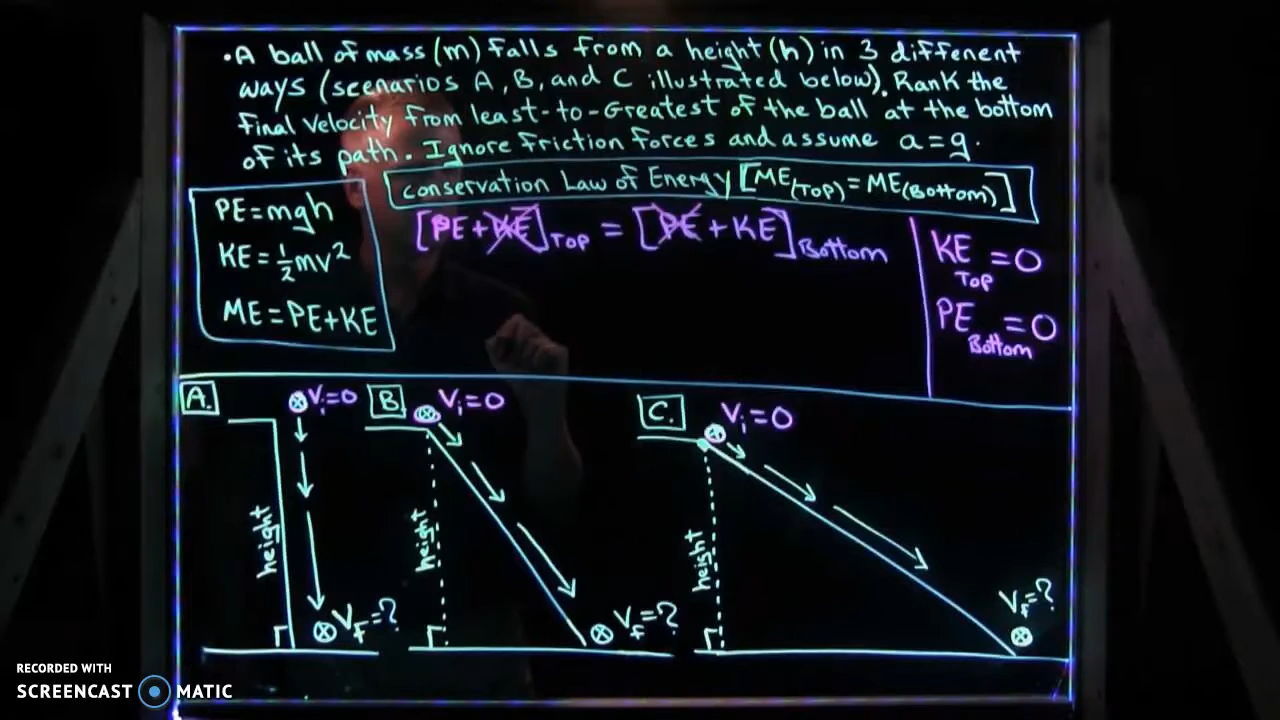 • A ball of mass (m) falls from a height (h) in 3 different
ways (scenarios A, B, and C illustrated below). Rank the
final velocity from least-to-Greatest of the ball at the bottom
of its path. Ignore friction forces and assume a=g.
conservation Law of Energy [ME(Top) = ME(Bottom)]
PE=mgh
KE=½mv²
ME=PE+KE
[PE+KE]Top = [PE+KE]Bottom
KE Top =0
PE Bottom =0
A.
Vi=0
height
Vf=?
B
Vi=0
height
Vf=?
C.
Vi=0
height
Vf=?
RECORDED WITH
SCREENCAST MATIC